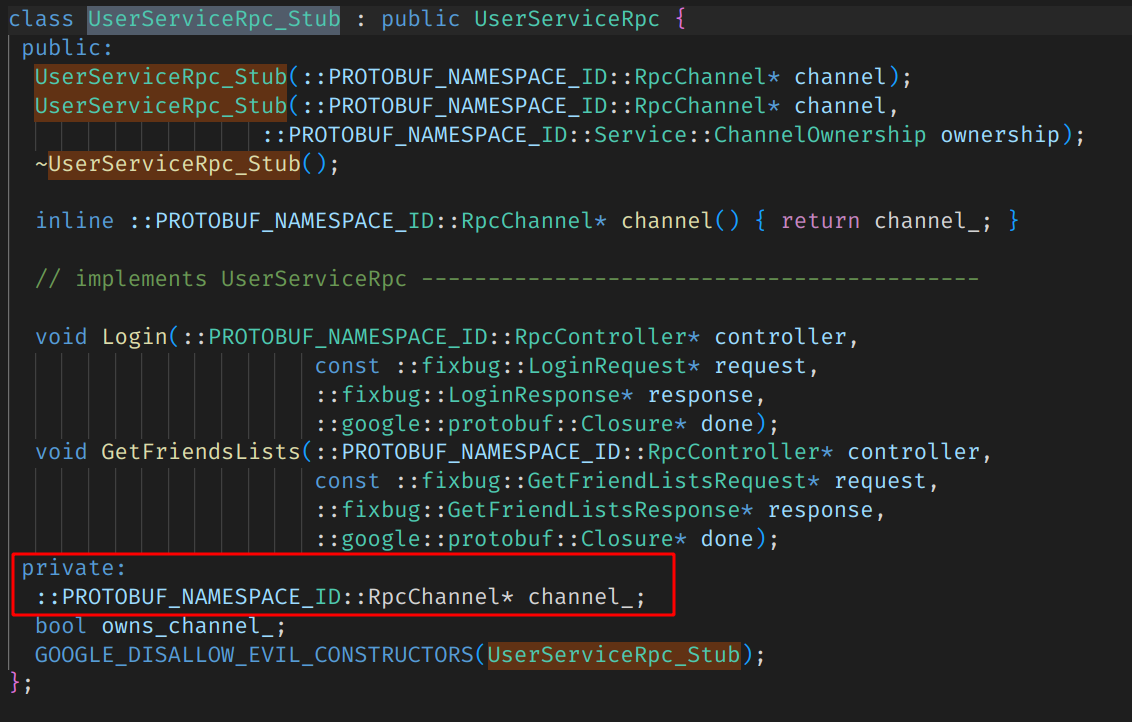 class UserServiceRpc_Stub : public UserServiceRpc {
public:
UserServiceRpc_Stub(::PROTOBUF_NAMESPACE_ID::RpcChannel* channel);
UserServiceRpc_Stub(::PROTOBUF_NAMESPACE_ID::RpcChannel* channel,
::PROTOBUF_NAMESPACE_ID::Service::ChannelOwnership ownership);
~UserServiceRpc_Stub();
inline ::PROTOBUF_NAMESPACE_ID::RpcChannel* channel() { return channel_; }
// implements UserServiceRpc ------------------------------------------
void Login(::PROTOBUF_NAMESPACE_ID::RpcController* controller,
const ::fixbug::LoginRequest* request,
::fixbug::LoginResponse* response,
::google::protobuf::Closure* done);
void GetFriendsLists(::PROTOBUF_NAMESPACE_ID::RpcController* controller,
const ::fixbug::GetFriendListsRequest* request,
::fixbug::GetFriendListsResponse* response,
::google::protobuf::Closure* done);
private:
::PROTOBUF_NAMESPACE_ID::RpcChannel* channel_;
bool owns_channel_;
GOOGLE_DISALLOW_EVIL_CONSTRUCTORS(UserServiceRpc_Stub);
};